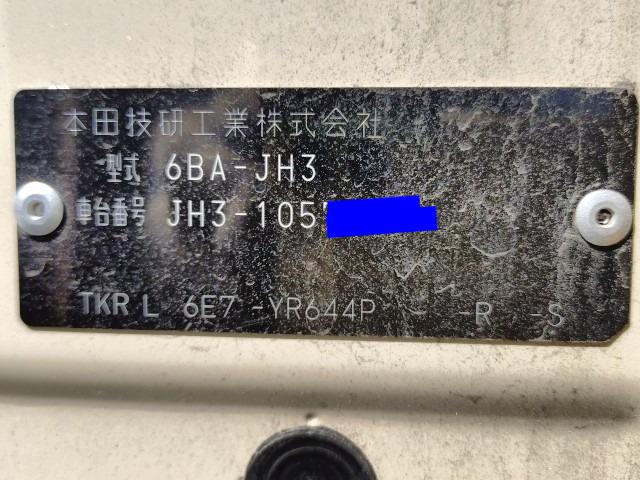 本田技研工業株式会社
型式 6BA-JH3
車台番号 JH3-105
TKR L 6E7 -YR644P -R -S